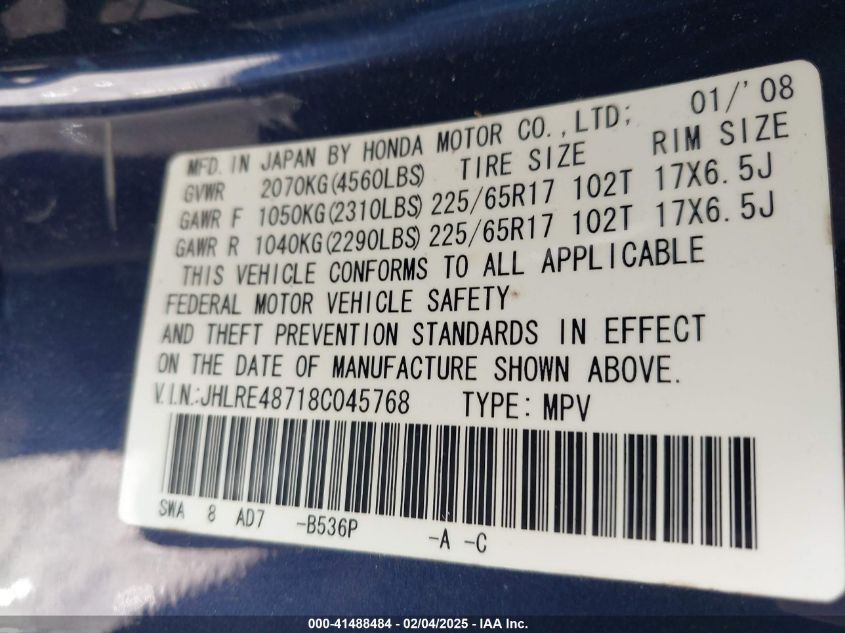 MFD. IN JAPAN BY HONDA MOTOR CO.,LTD; 01/'08
GVWR 2070KG(4560LBS) TIRE SIZE RIM SIZE
GAWR F 1050KG(2310LBS) 225/65R17 102T 17X6.5J
GAWR R 1040KG(2290LBS) 225/65R17 102T 17X6.5J
THIS VEHICLE CONFORMS TO ALL APPLICABLE
FEDERAL MOTOR VEHICLE SAFETY
AND THEFT PREVENTION STANDARDS IN EFFECT
ON THE DATE OF MANUFACTURE SHOWN ABOVE.
V.I.N.:JHLRE48718C045768 TYPE: MPV
SWA 8 AD7 -B536P -A -C
000-41488484 - 02/04/2025 - IAA Inc.